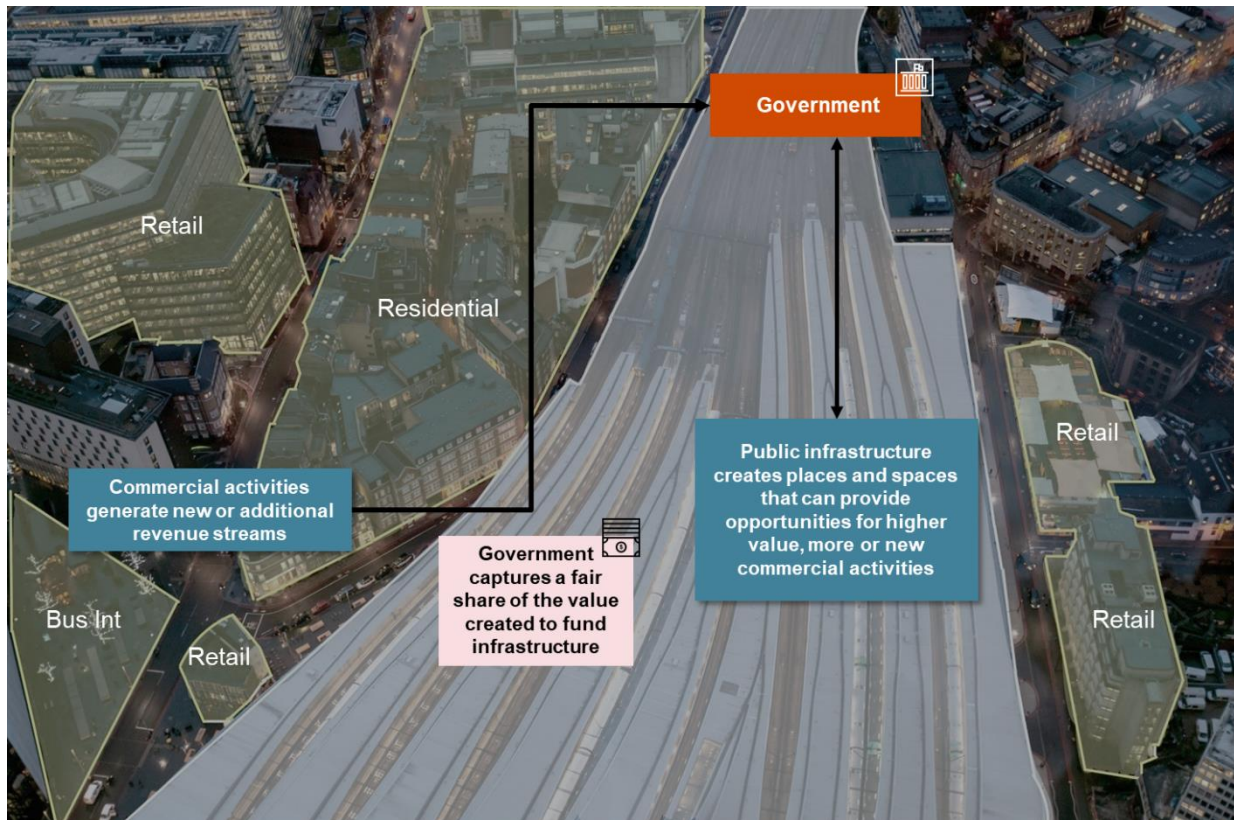 Government
Retail
Residential
Commercial activities
generate new or additional
revenue streams
Public infrastructure
creates places and spaces
that can provide
opportunities for higher
value, more or new
commercial activities
Retail
Government
captures a fair
share of the value
created to fund
infrastructure
Bus Int
Retail
Retail